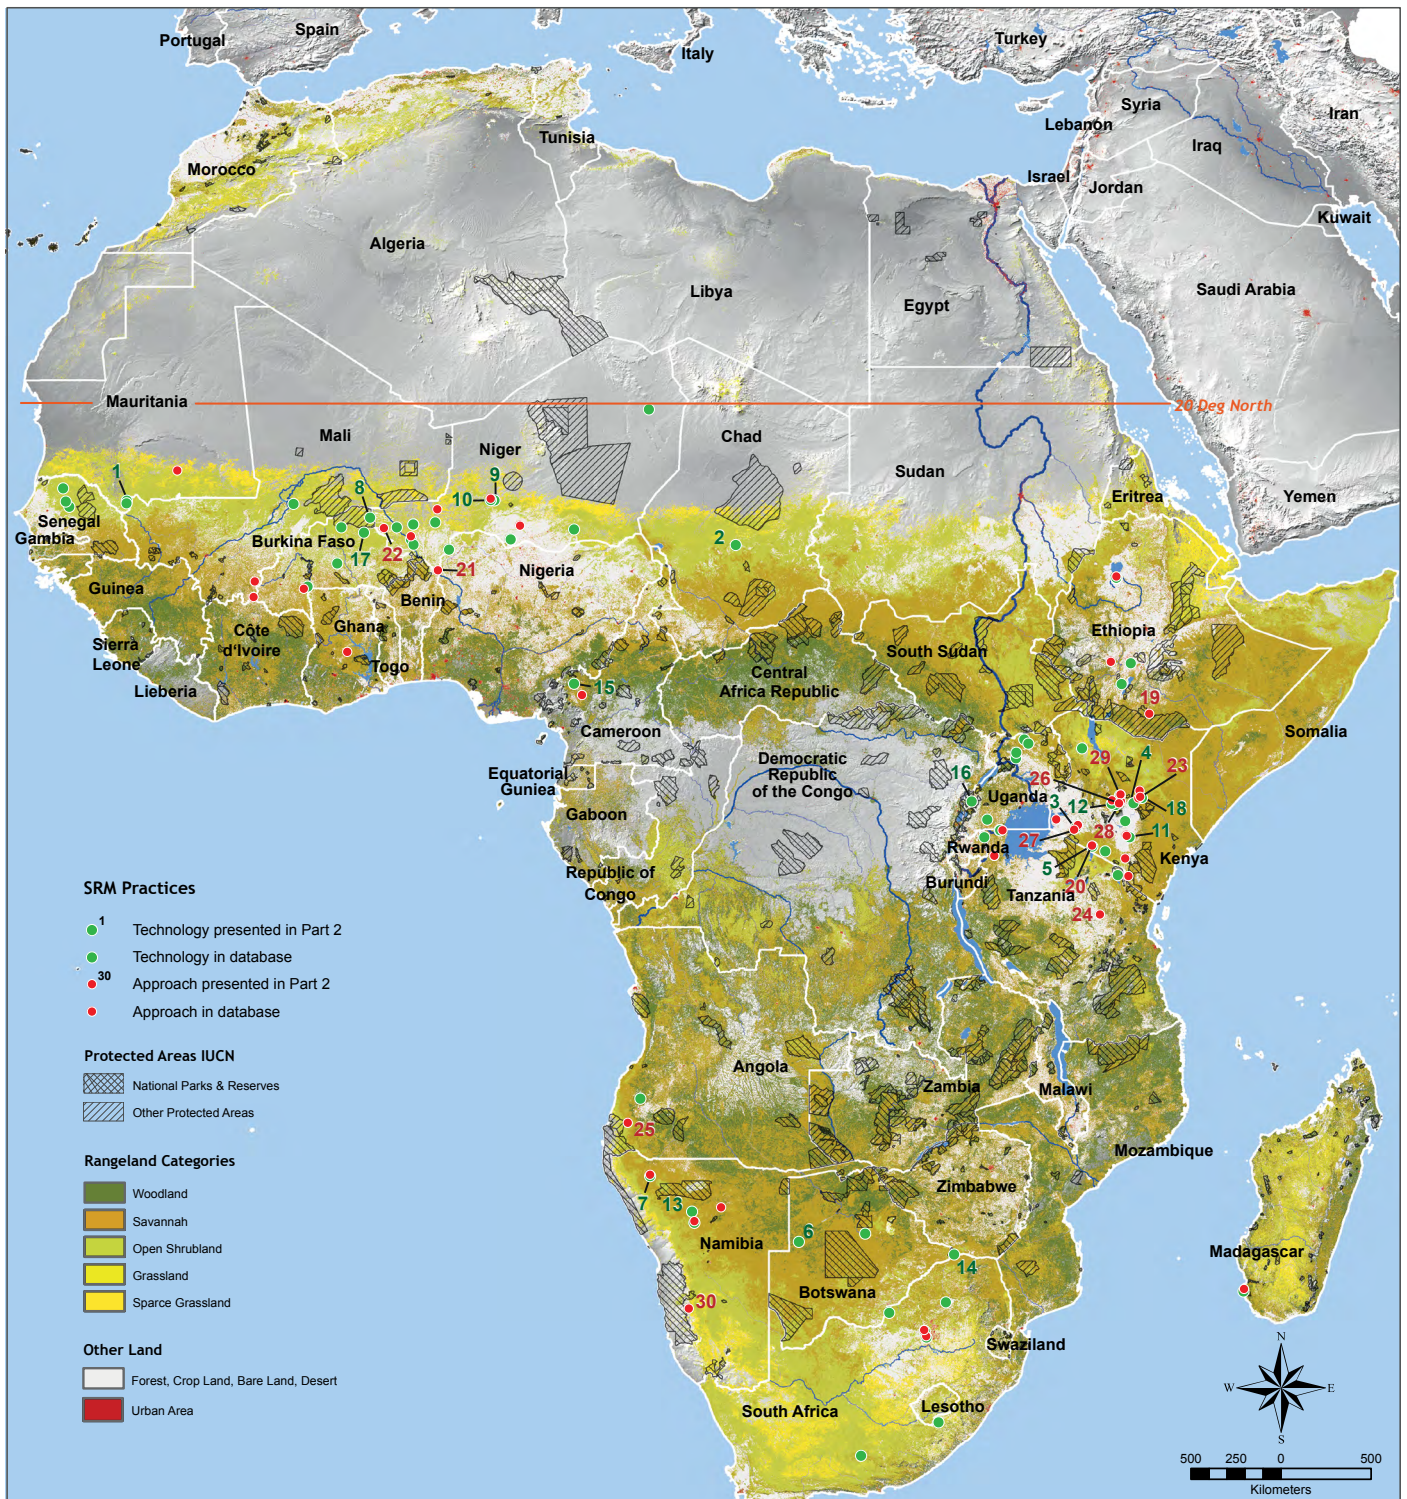 Portugal
Spain
Italy
Turkey
Syria
Iran
Lebanon
Iraq
Israel
Jordan
Kuwait
Tunisia
Morocco
Algeria
Libya
Egypt
Saudi Arabia
Mauritania
20 Deg North
Mali
Niger
Chad
Sudan
Eritrea
Yemen
1
8
9
10
2
Senegal
Gambia
Burkina Faso
17
22
21
Nigeria
Guinea
Benin
Sierra
Leone
Côte
d'Ivoire
Ghana
Togo
Lieberia
Ethiopia
South Sudan
Central
Africa Republic
15
19
Cameroon
Somalia
Equatorial
Guniea
Democratic
Republic
of the Congo
Gaboon
16
Uganda
29
4
23
26
3
12
18
28
11
27
Rwanda
Kenya
5
20
Burundi
Tanzania
24
Republic of
Congo
SRM Practices
1
Technology presented in Part 2
Technology in database
30
Approach presented in Part 2
Approach in database
Protected Areas IUCN
National Parks & Reserves
Other Protected Areas
Rangeland Categories
Woodland
Savannah
Open Shrubland
Grassland
Sparce Grassland
Other Land
Forest, Crop Land, Bare Land, Desert
Urban Area
Angola
Zambia
Malawi
25
Mozambique
7
13
Zimbabwe
6
Namibia
14
Botswana
Madagascar
30
Swaziland
South Africa
Lesotho
N
W
E
S
500
250
0
500
Kilometers